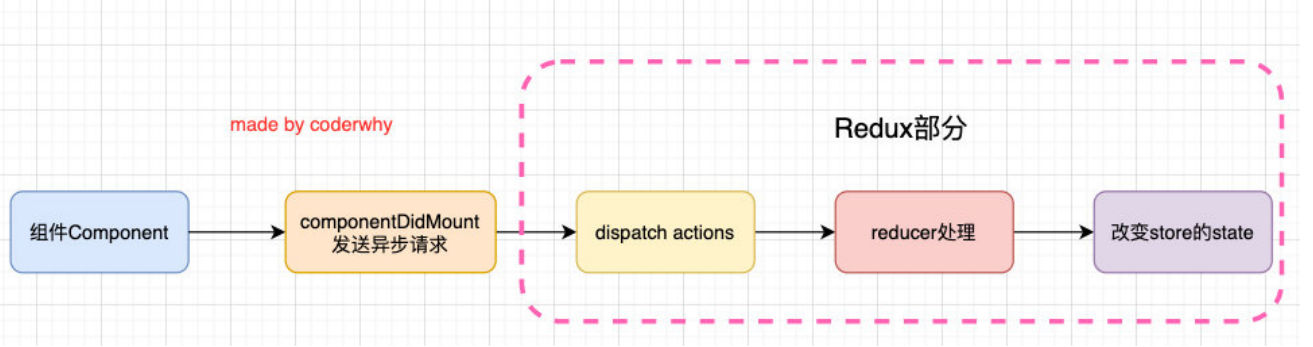 made by coderwhy
Redux部分
组件Component
componentDidMount
发送异步请求
dispatch actions
reducer处理
改变store的state